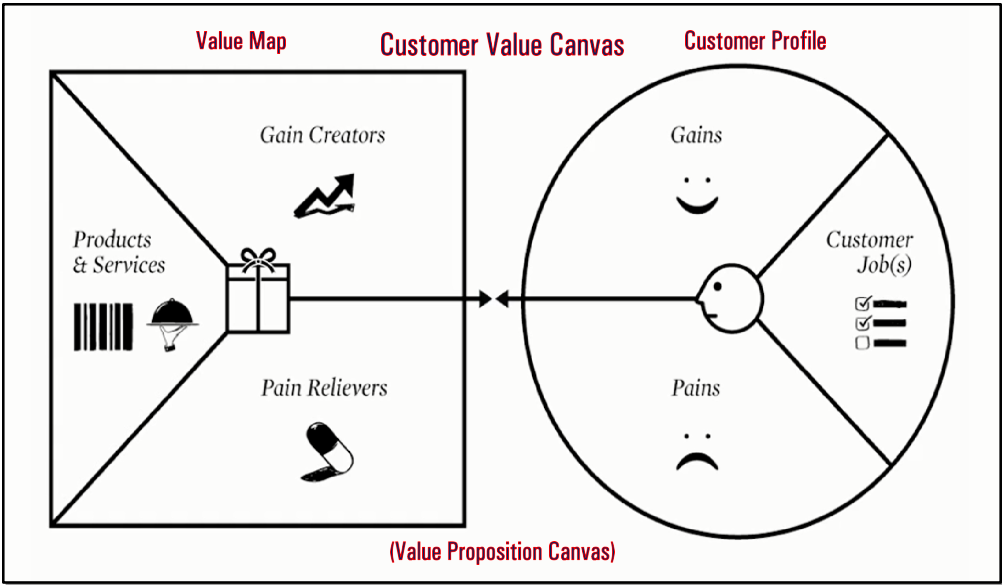 Value Map
Customer Value Canvas
Customer Profile
Gain Creators
Gains
Products
& Services
Customer
Job(s)
Pain Relievers
Pains
(Value Proposition Canvas)